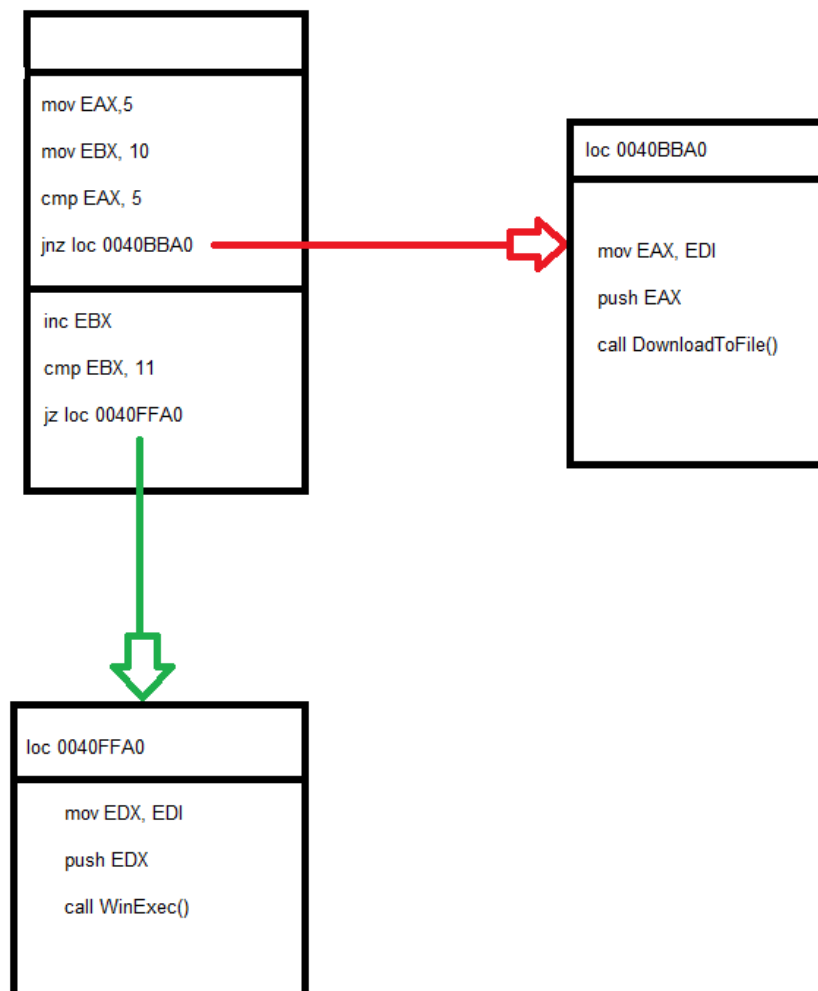 mov EAX,5
mov EBX, 10
cmp EAX, 5
jnz loc 0040BBA0
inc EBX
cmp EBX, 11
jz loc 0040FFA0
loc 0040BBA0
mov EAX, EDI
push EAX
call DownloadToFile()
loc 0040FFA0
mov EDX, EDI
push EDX
call WinExec()